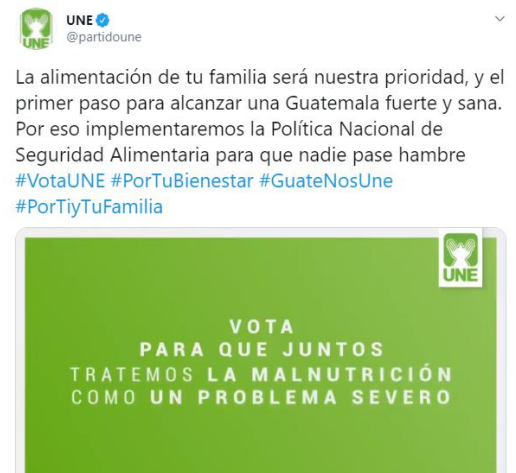 UNE
UNE
@partidoune
La alimentación de tu familia será nuestra prioridad, y el
primer paso para alcanzar una Guatemala fuerte y sana.
Por eso implementaremos la Política Nacional de
Seguridad Alimentaria para que nadie pase hambre
#VotaUNE #PorTuBienestar #GuateNosUne
#PorTiyTuFamilia
UNE
VOTA
PARA QUE JUNTOS
TRATEMOS LA MALNUTRICIÓN
COMO UN PROBLEMA SEVERO